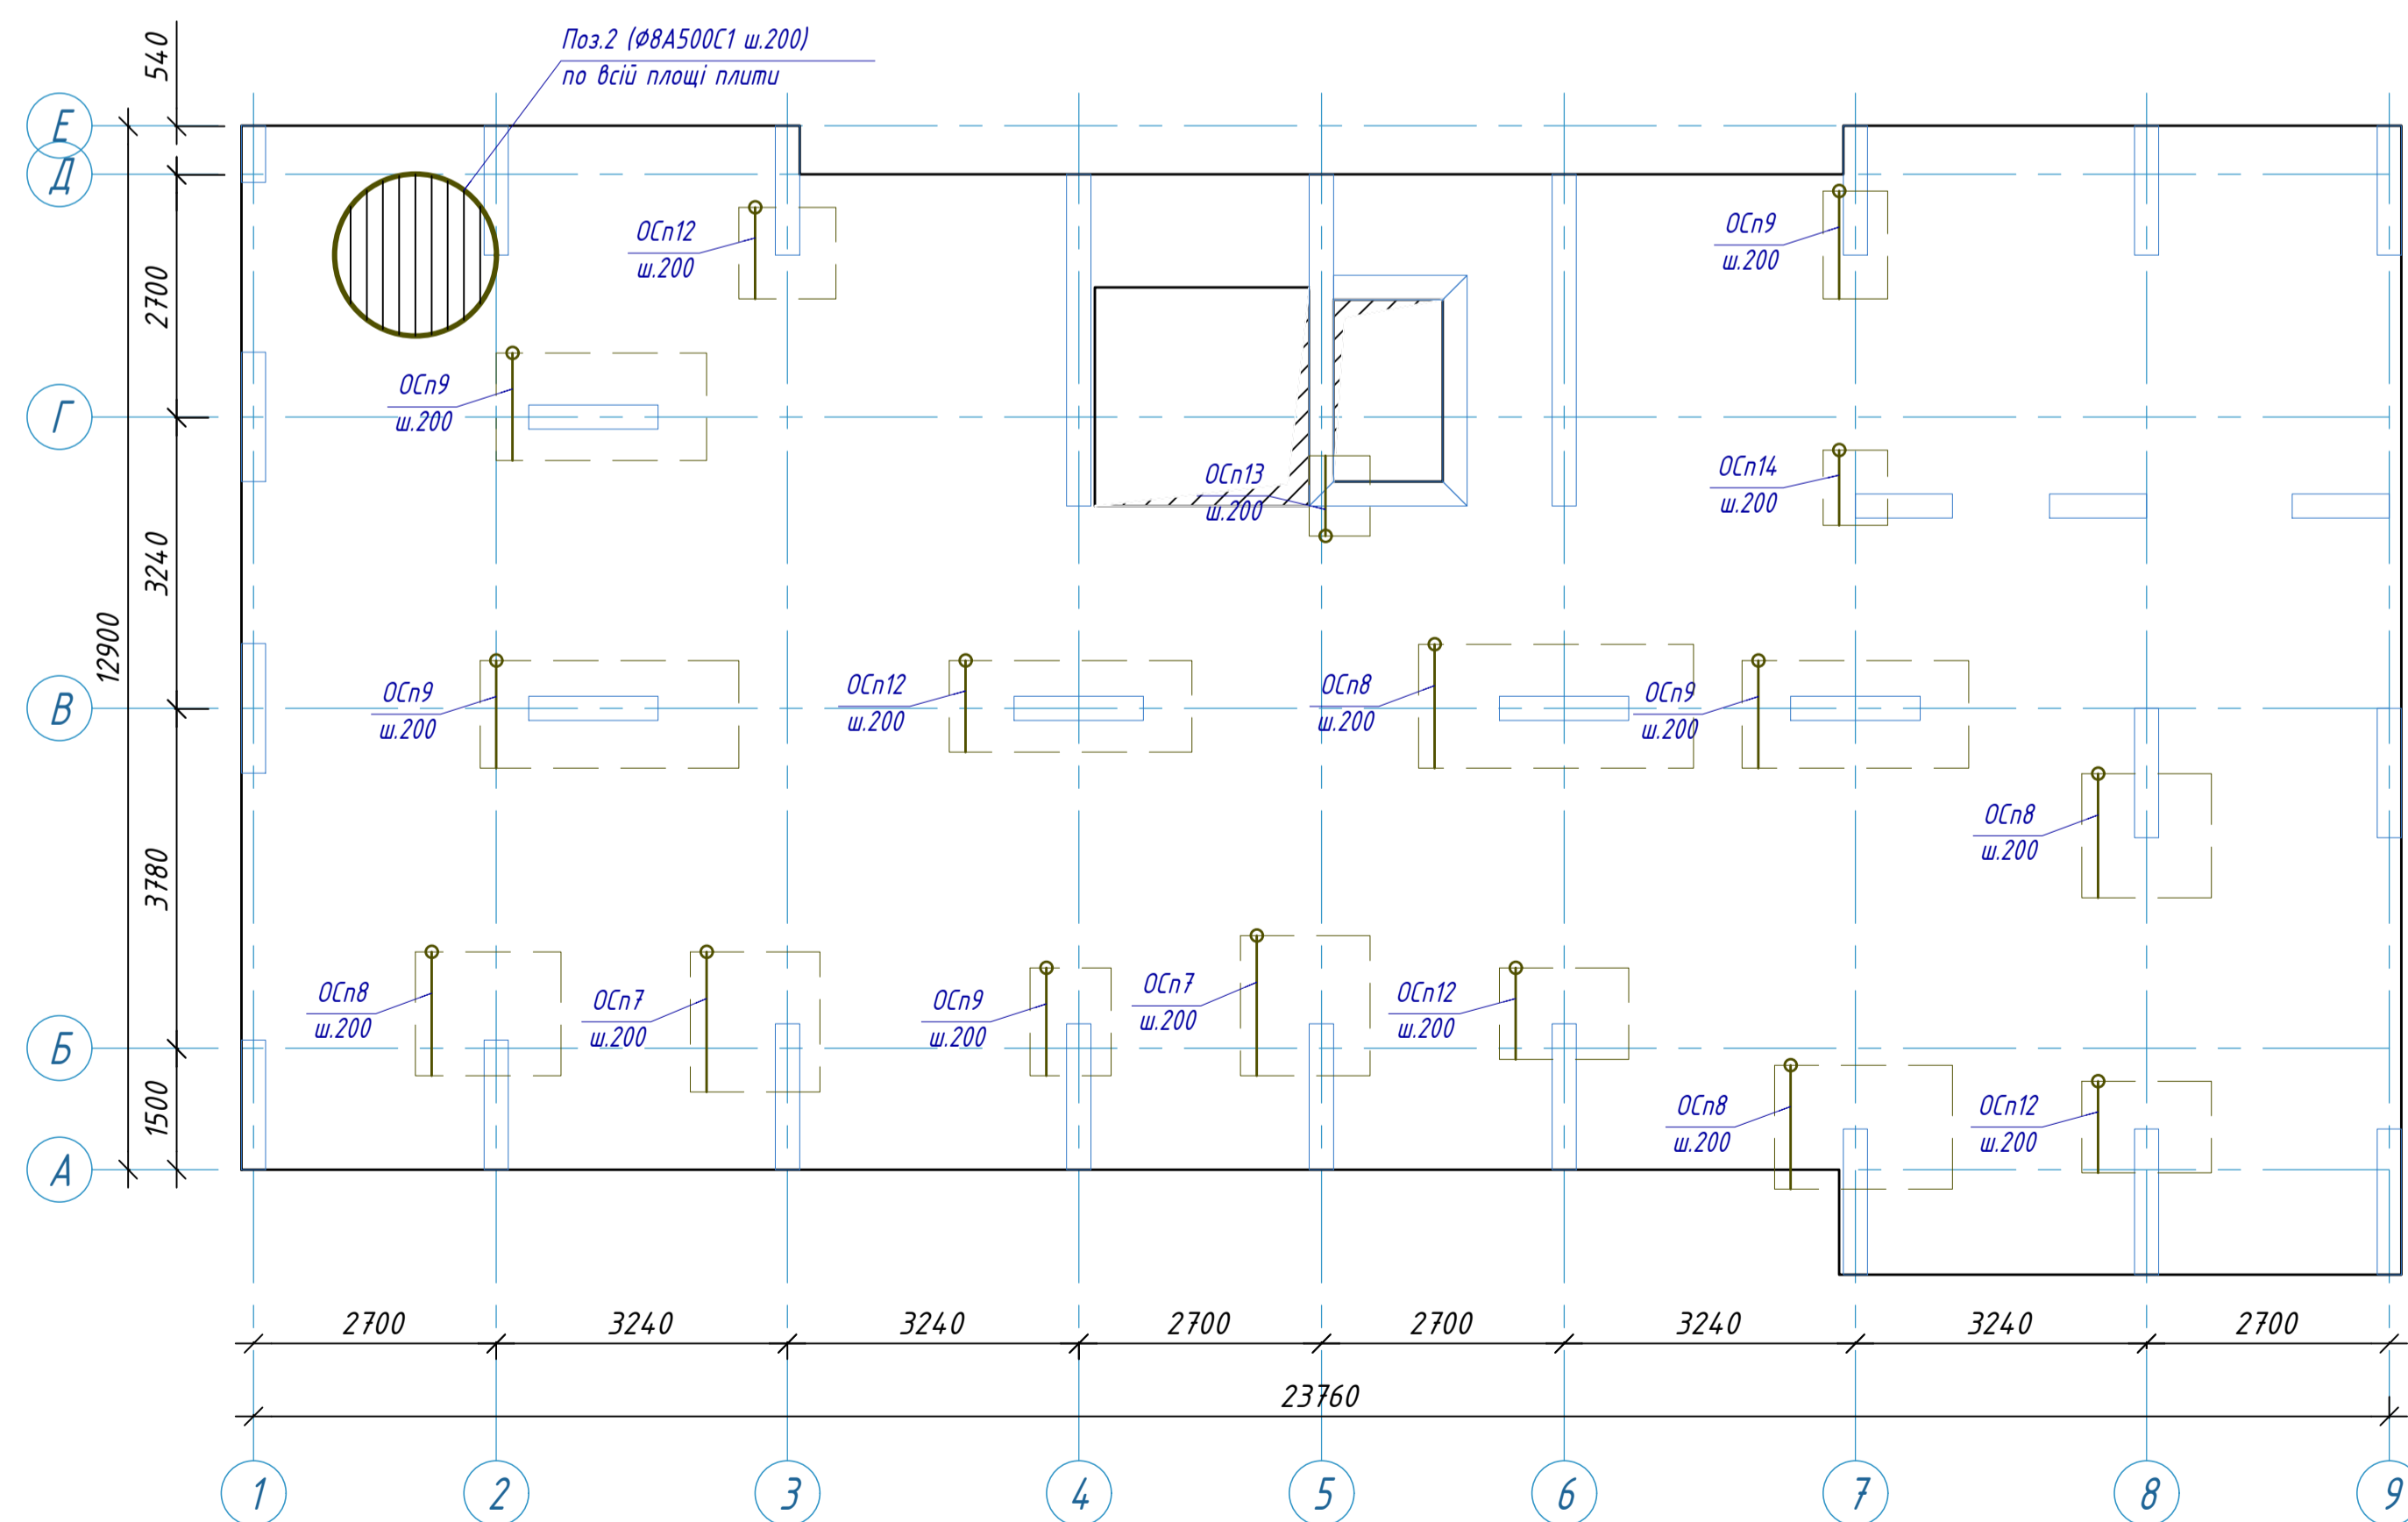 Поз.2 (Ø8А500С1 ш.200)
по всій площі плити
540
Е
Д
2700
Г
3240
12900
В
3780
Б
1500
А
ОСп12
ш.200
ОСп9
ш.200
ОСп9
ш.200
ОСп13
ш.200
ОСп14
ш.200
ОСп9
ш.200
ОСп12
ш.200
ОСп8
ш.200
ОСп9
ш.200
ОСп8
ш.200
ОСп8
ш.200
ОСп7
ш.200
ОСп9
ш.200
ОСп7
ш.200
ОСп12
ш.200
ОСп8
ш.200
ОСп12
ш.200
2700 3240 3240 2700 2700 3240 3240 2700
23760
1 2 3 4 5 6 7 8 9